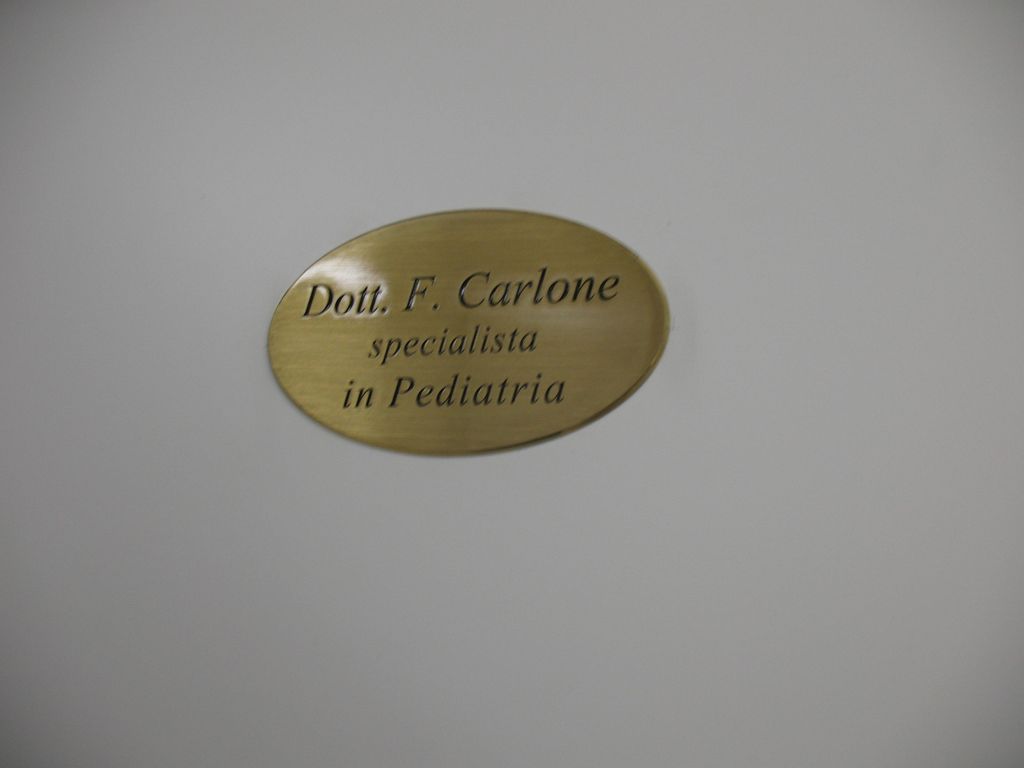 Dott. F. Carlone
specialista
in Pediatria